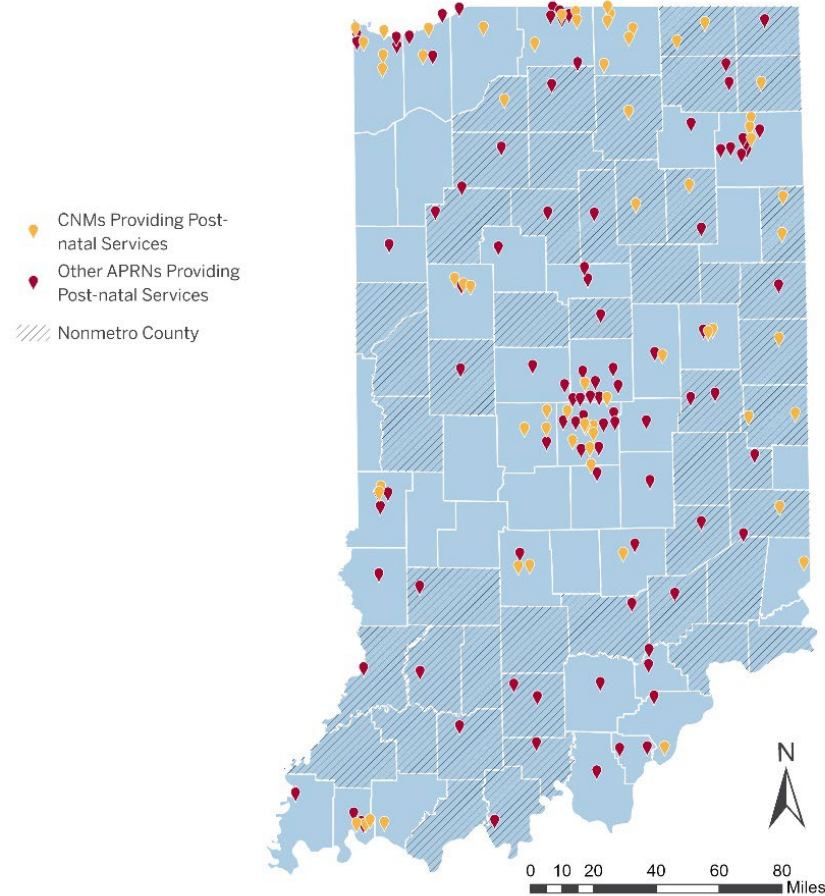 CNMs Providing Post-
natal Services
Other APRNs Providing
Post-natal Services
Nonmetro County
N
0 10 20 40 60 80
Miles